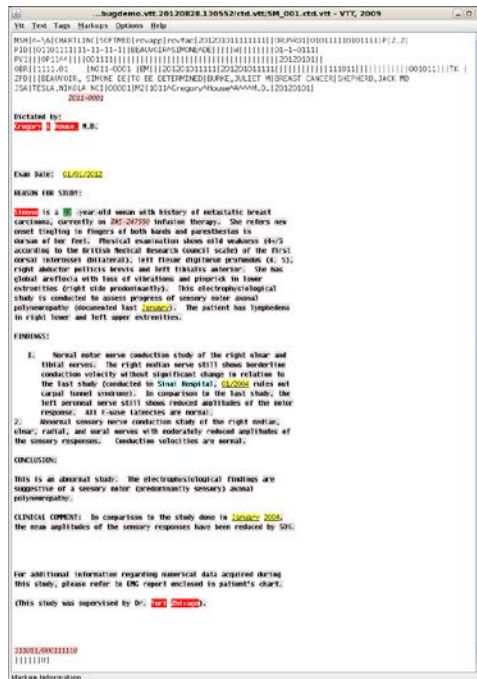 ...bugdemo.vtt.20120828.130552/ctd.vtt/SM_001.ctd.vtt - VTT, 2009
Vtt Text Tags Markups Options Help
2011-0001
Dictated by:
Gregory A House, M.D.
Exam Date: 01/01/2012
REASON FOR STUDY:
Simone is a -year-old woman with history of metastatic breast
carcinoma, currently on infusion therapy. She refers new
onset tingling in fingers of both hands and paresthesias in
dorsum of her feet. Physical examination shows mild weakness (4+/5
according to the British Medical Research Council scale) of the first
dorsal interossei (bilateral), left flexor digitorum profundus (4, 5),
right abductor pollicis brevis and left tibialis anterior. She has
global areflexia with loss of vibrations and pinprick in lower
extremities (right side predominantly). This electrophysiological
study is conducted to assess progress of sensory motor axonal
polyneuropathy (documented last January). The patient has lymphedema
in right lower and left upper extremities.
FINDINGS:
1. Normal motor nerve conduction study of the right ulnar and
tibial nerves. The right median nerve still shows borderline
conduction velocity without significant change in relation to
the last study (conducted in Sinai Hospital, 01/2004 rules out
carpal tunnel syndrome). In comparison to the last study, the
left peroneal nerve still shows reduced amplitudes of the motor
response. All F-wave latencies are normal.
2. Abnormal sensory nerve conduction study of the right median,
ulnar, radial, and sural nerves with moderately reduced amplitudes of
the sensory responses. Conduction velocities are normal.
CONCLUSION:
This is an abnormal study. The electrophysiological findings are
suggestive of a sensory motor (predominantly sensory) axonal
polyneuropathy.
CLINICAL COMMENT: In comparison to the study done in January 2004,
the mean amplitudes of the sensory responses have been reduced by 50%.
For additional information regarding numerical data acquired during
this study, please refer to EMG report enclosed in patient's chart.
(This study was supervised by Dr. Yuri Zhivago).
Markup Information